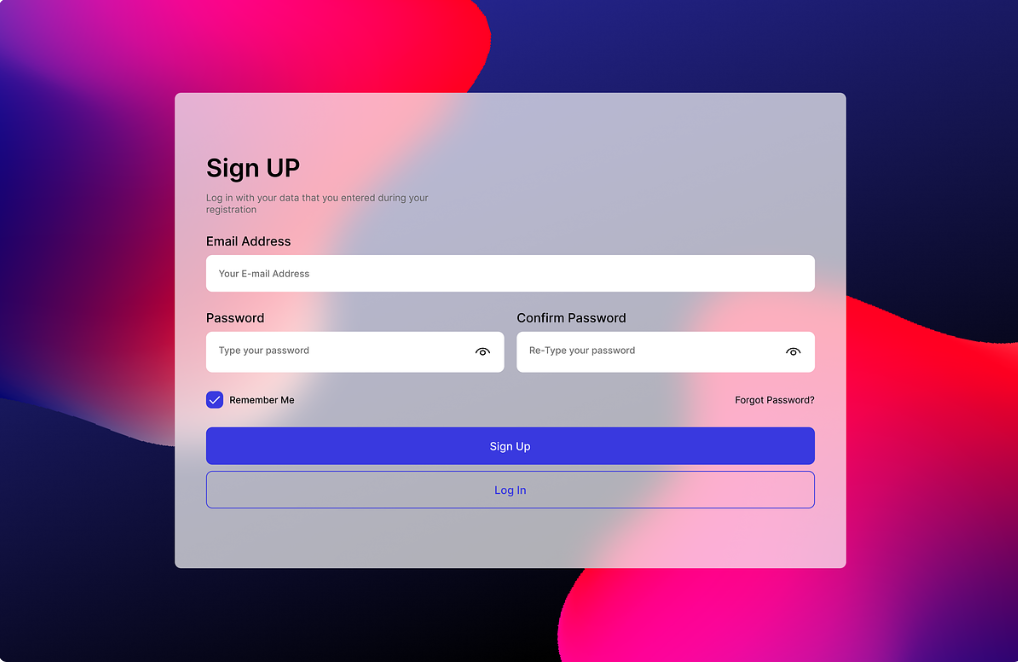 Sign UP
Log in with your data that you entered during your
registration
Email Address
Your E-mail Address
Password
Confirm Password
Type your password
Re-Type your password
Remember Me
Forgot Password?
Sign Up
Log In